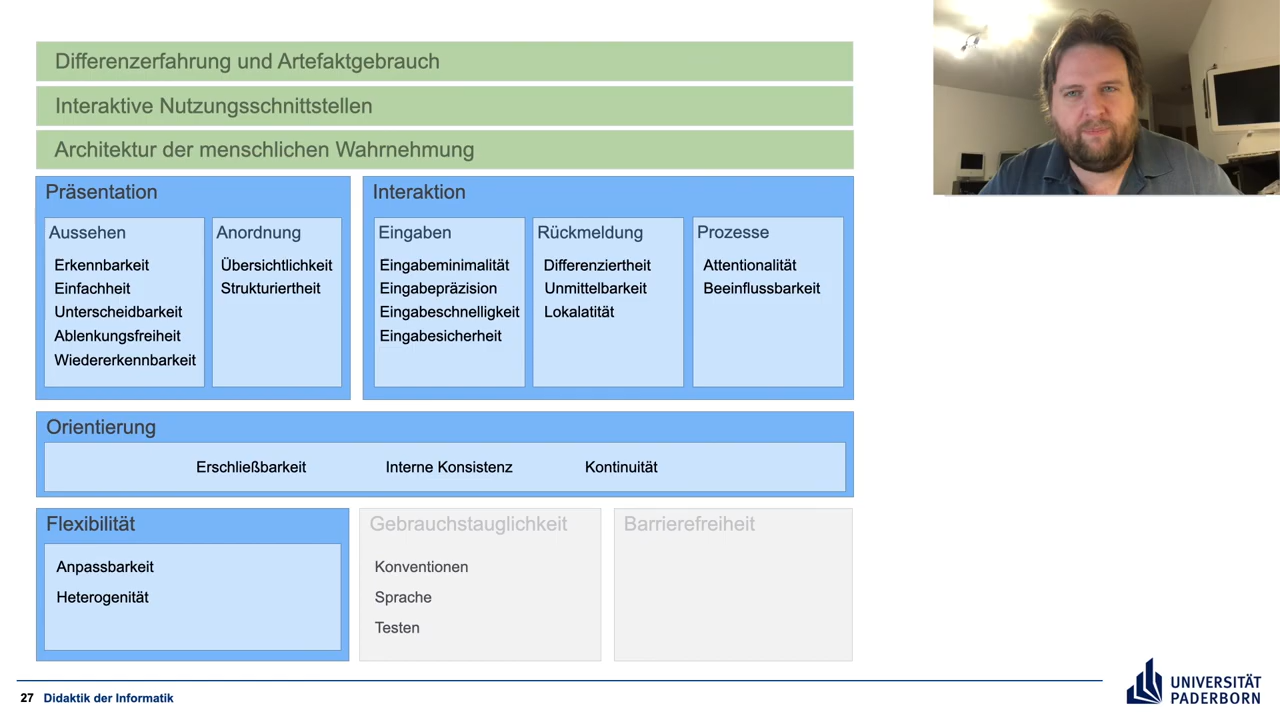 Differenzerfahrung und Artefaktgebrauch
Interaktive Nutzungsschnittstellen
Architektur der menschlichen Wahrnehmung
Präsentation
Aussehen
Erkennbarkeit
Einfachheit
Unterscheidbarkeit
Ablenkungsfreiheit
Wiedererkennbarkeit
Anordnung
Übersichtlichkeit
Strukturiertheit
Interaktion
Eingaben
Eingabeminimalität
Eingabepräzision
Eingabeschnelligkeit
Eingabesicherheit
Rückmeldung
Differenziertheit
Unmittelbarkeit
Lokalatität
Prozesse
Attentionalität
Beeinflussbarkeit
Orientierung
Erschließbarkeit
Interne Konsistenz
Kontinuität
Flexibilität
Anpassbarkeit
Heterogenität
Gebrauchstauglichkeit
Konventionen
Sprache
Testen
Barrierefreiheit
27 Didaktik der Informatik
UNIVERSITÄT
PADERBORN